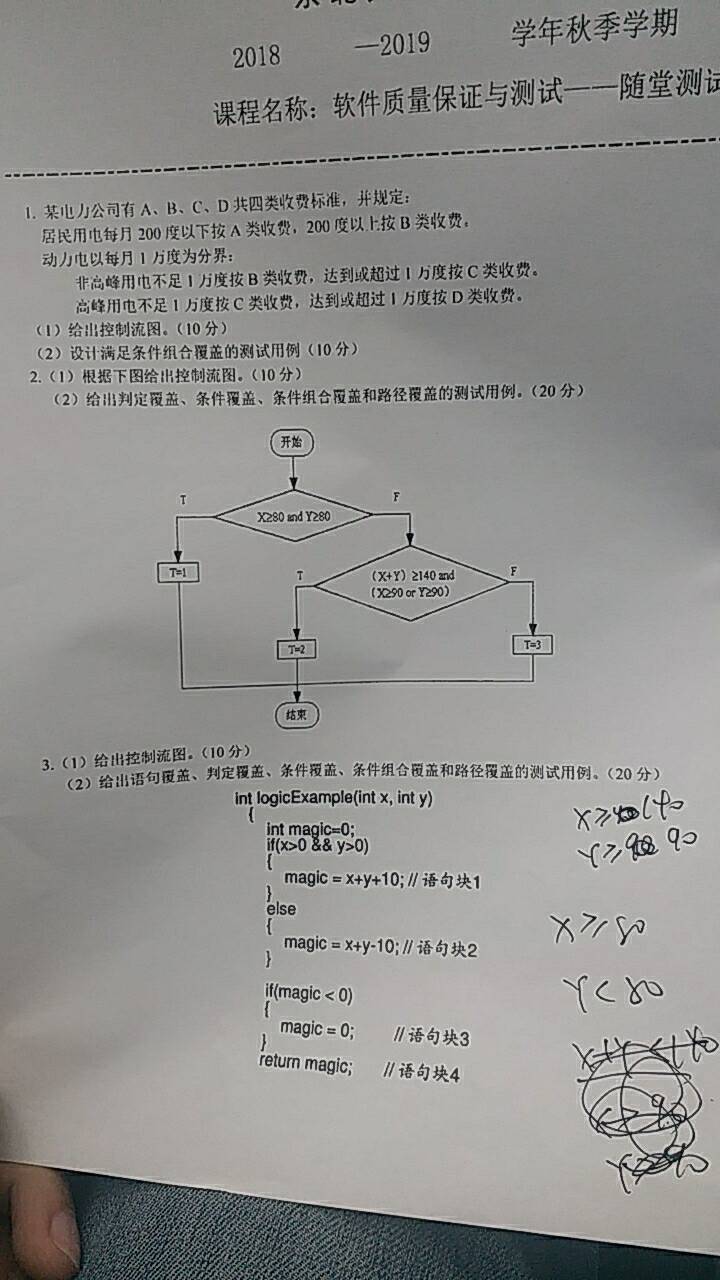 2018 —2019 学年秋季学期
课程名称：软件质量保证与测试——随堂测试
1. 某电力公司有 A、B、C、D 共四类收费标准，并规定：
居民用电每月 200 度以下按 A 类收费，200 度以上按 B 类收费。
动力电以每月 1 万度为分界：
非高峰用电不足 1 万度按 B 类收费，达到或超过 1 万度按 C 类收费。
高峰用电不足 1 万度按 C 类收费，达到或超过 1 万度按 D 类收费。
（1）给出控制流图。（10 分）
（2）设计满足条件组合覆盖的测试用例（10 分）
2.（1）根据下图给出控制流图。（10 分）
（2）给出判定覆盖、条件覆盖、条件组合覆盖和路径覆盖的测试用例。（20 分）
开始
T
F
X≥80 and Y≥80
T=1
T
F
（X+Y）≥140 and
（X≥90 or Y≥90）
T=2
T=3
结束
3.（1）给出控制流图。（10 分）
（2）给出语句覆盖、判定覆盖、条件覆盖、条件组合覆盖和路径覆盖的测试用例。（20 分）
int logicExample(int x, int y)
{
int magic=0;
if(x>0 && y>0)
{
magic = x+y+10; // 语句块1
}
else
{
magic = x+y-10; // 语句块2
}
if(magic < 0)
{
magic = 0; // 语句块3
}
return magic; // 语句块4
X≥140
Y≥90
X≥80
Y<80